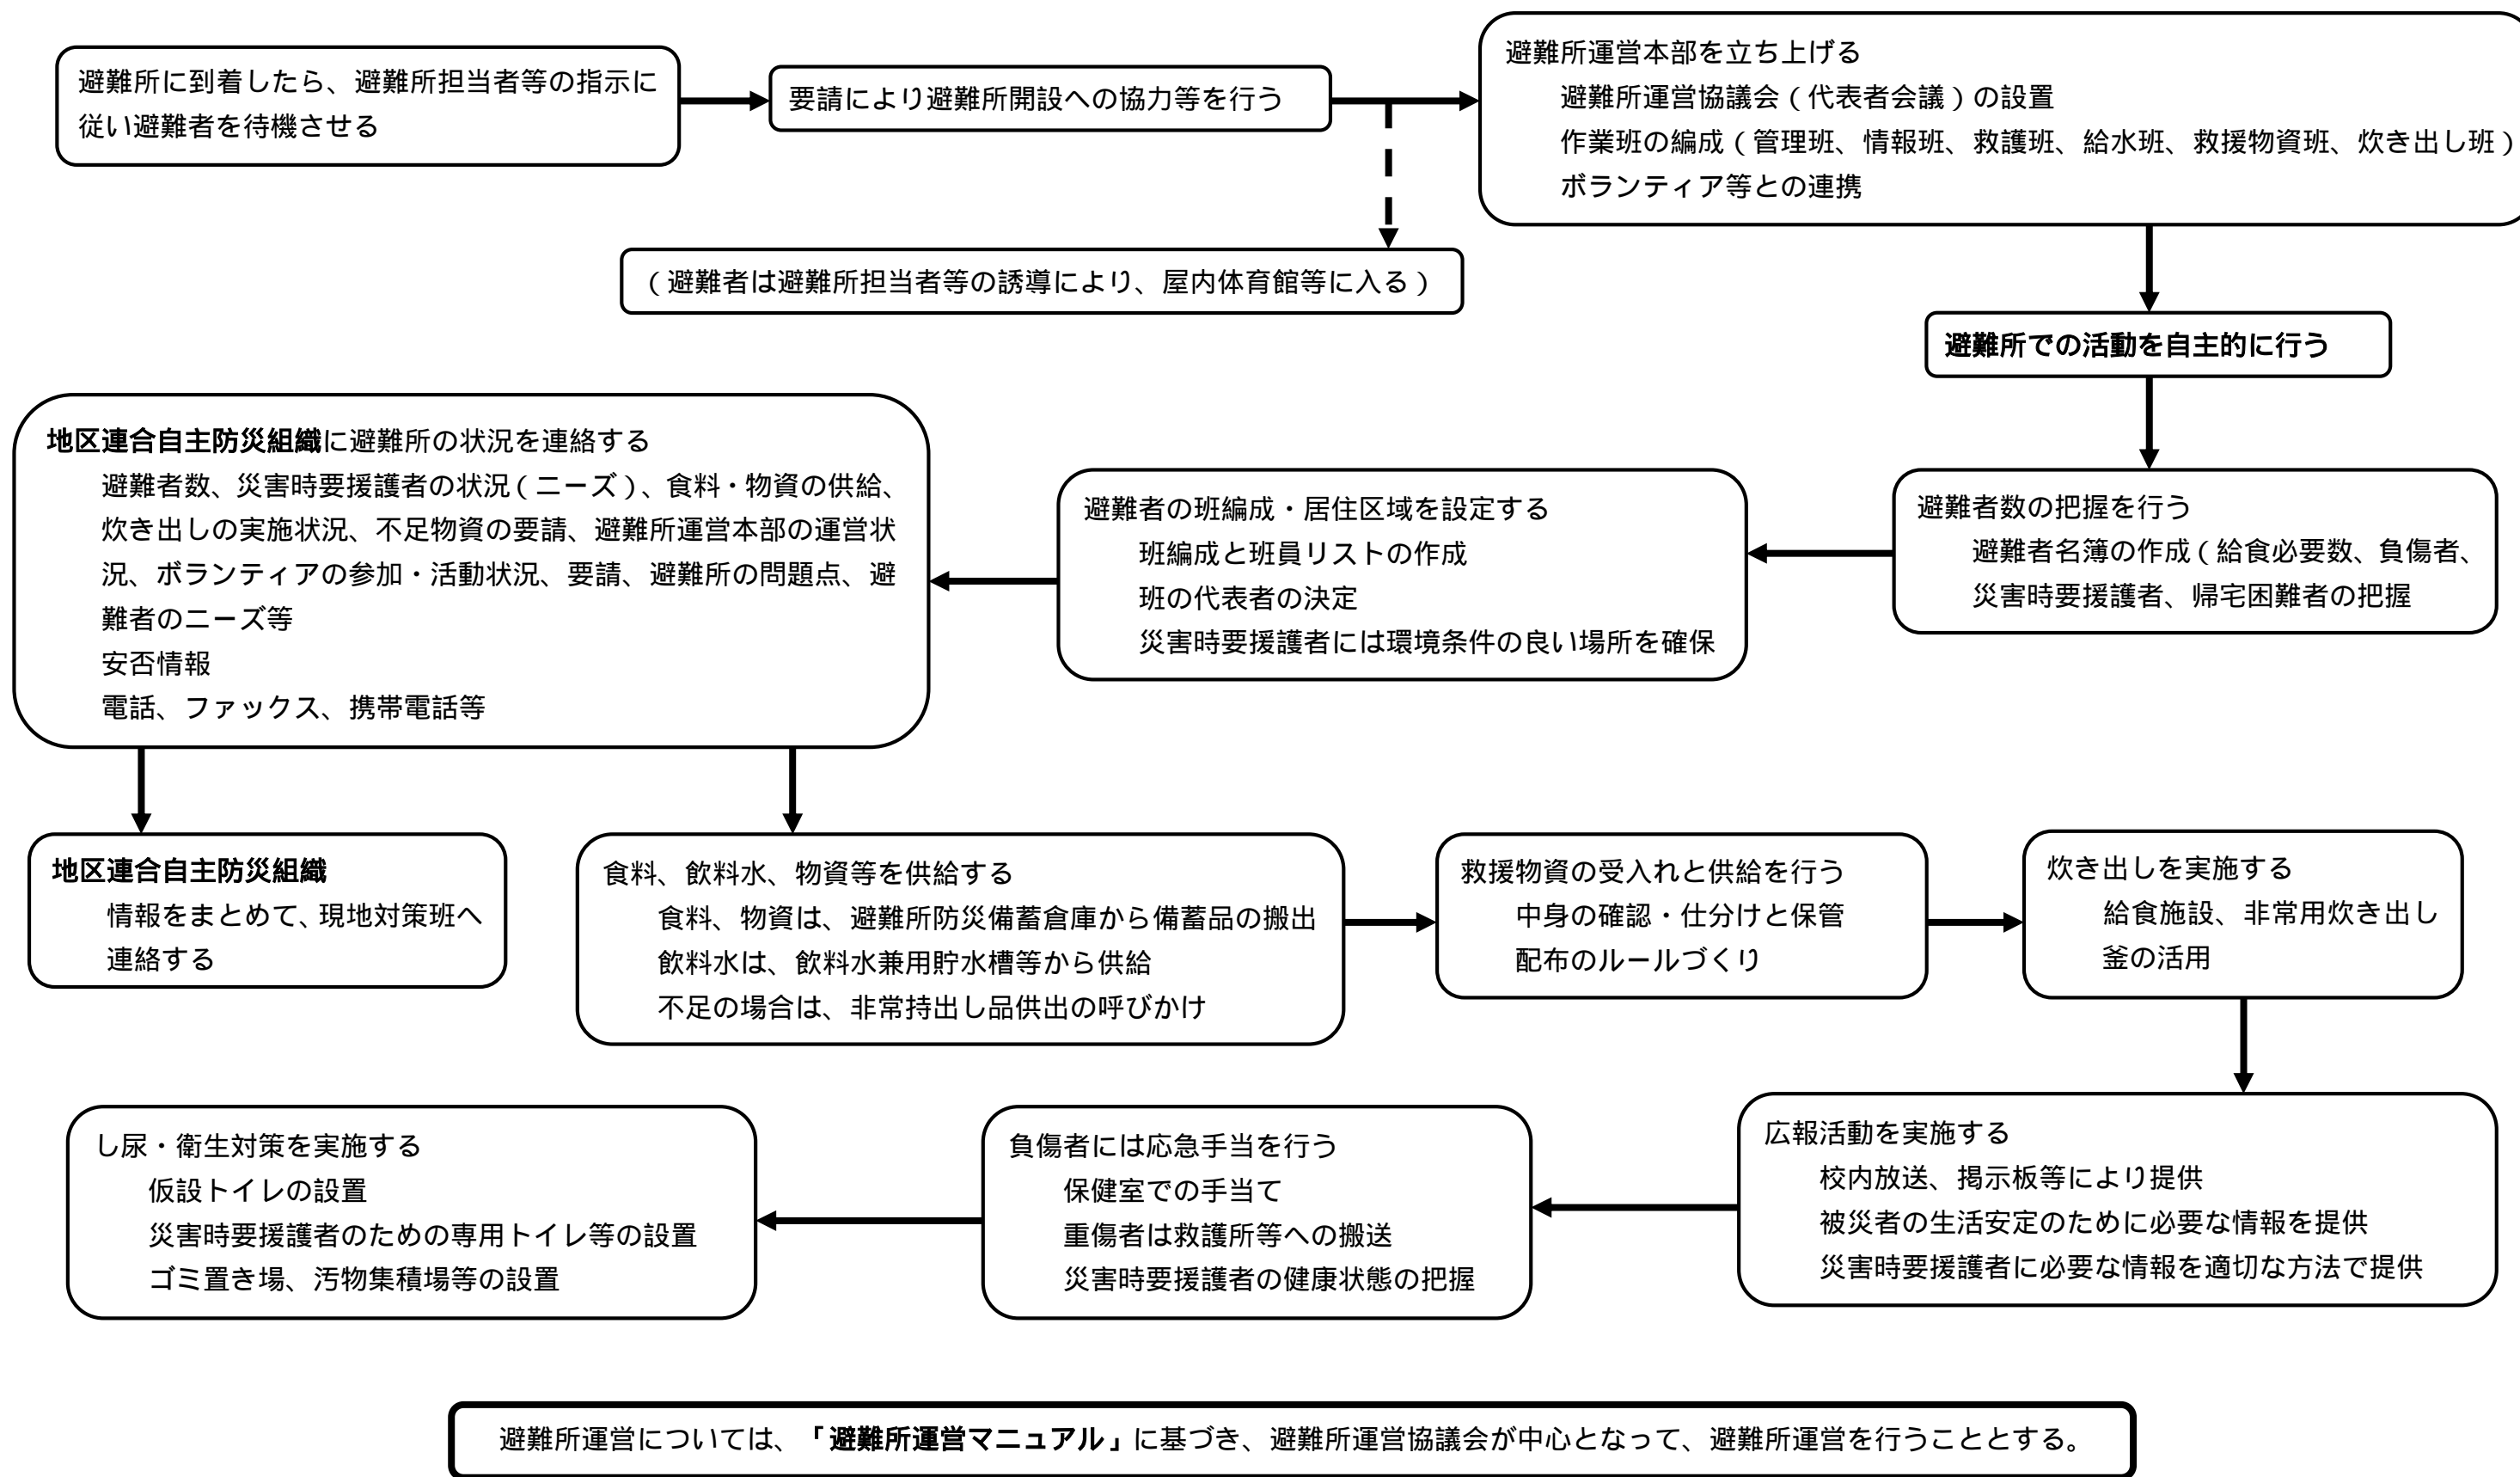 避難所に到着したら、避難所担当者等の指示に
従い避難者を待機させる
要請により避難所開設への協力等を行う
避難所運営本部を立ち上げる
避難所運営協議会（代表者会議）の設置
作業班の編成（管理班、情報班、救護班、給水班、救援物資班、炊き出し班）
ボランティア等との連携
（避難者は避難所担当者等の誘導により、屋内体育館等に入る）
避難所での活動を自主的に行う
避難者数の把握を行う
避難者名簿の作成（給食必要数、負傷者、
災害時要援護者、帰宅困難者の把握
避難者の班編成・居住区域を設定する
班編成と班員リストの作成
班の代表者の決定
災害時要援護者には環境条件の良い場所を確保
地区連合自主防災組織に避難所の状況を連絡する
避難者数、災害時要援護者の状況（ニーズ）、食料・物資の供給、
炊き出しの実施状況、不足物資の要請、避難所運営本部の運営状
況、ボランティアの参加・活動状況、要請、避難所の問題点、避
難者のニーズ等
安否情報
電話、ファックス、携帯電話等
地区連合自主防災組織
情報をまとめて、現地対策班へ
連絡する
食料、飲料水、物資等を供給する
食料、物資は、避難所防災備蓄倉庫から備蓄品の搬出
飲料水は、飲料水兼用貯水槽等から供給
不足の場合は、非常持出し品供出の呼びかけ
救援物資の受入れと供給を行う
中身の確認・仕分けと保管
配布のルールづくり
炊き出しを実施する
給食施設、非常用炊き出し
釜の活用
広報活動を実施する
校内放送、掲示板等により提供
被災者の生活安定のために必要な情報を提供
災害時要援護者に必要な情報を適切な方法で提供
負傷者には応急手当を行う
保健室での手当て
重傷者は救護所等への搬送
災害時要援護者の健康状態の把握
し尿・衛生対策を実施する
仮設トイレの設置
災害時要援護者のための専用トイレ等の設置
ゴミ置き場、汚物集積場等の設置
避難所運営については、「避難所運営マニュアル」に基づき、避難所運営協議会が中心となって、避難所運営を行うこととする。